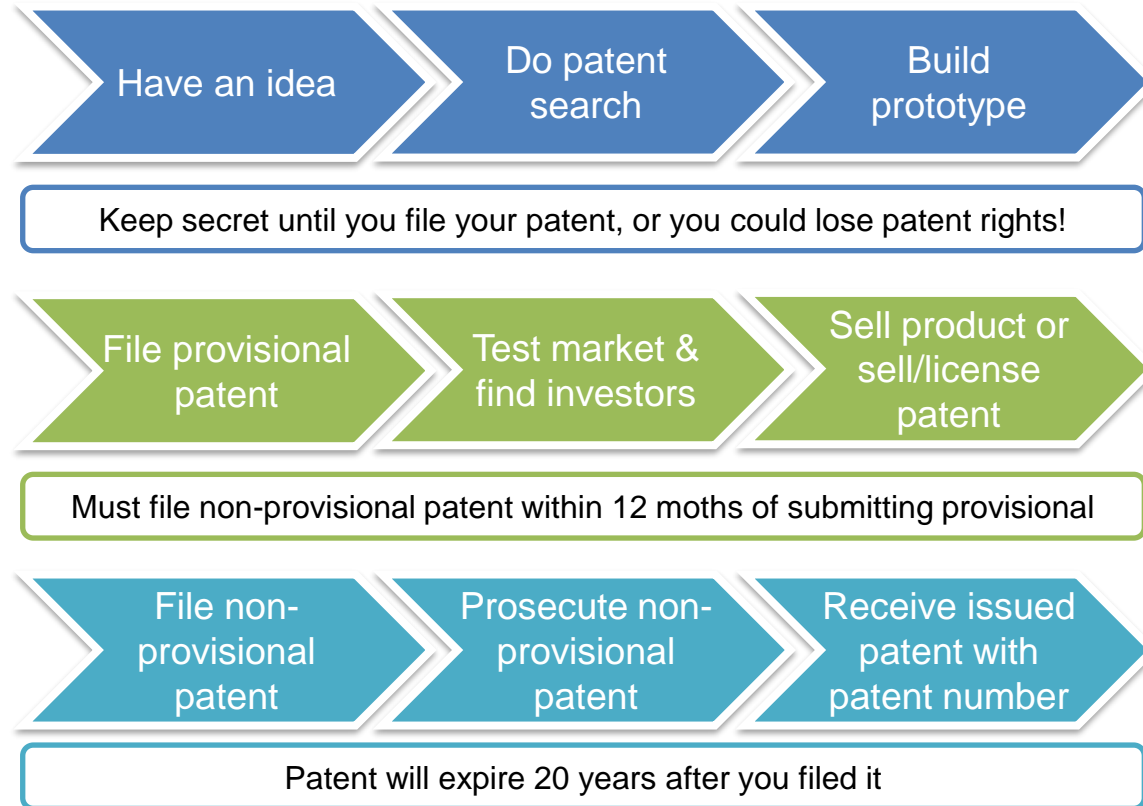 Have an idea
Do patent
search
Build
prototype
Keep secret until you file your patent, or you could lose patent rights!
File provisional
patent
Test market &
find investors
Sell product or
sell/license
patent
Must file non-provisional patent within 12 moths of submitting provisional
File non-
provisional
patent
Prosecute non-
provisional
patent
Receive issued
patent with
patent number
Patent will expire 20 years after you filed it